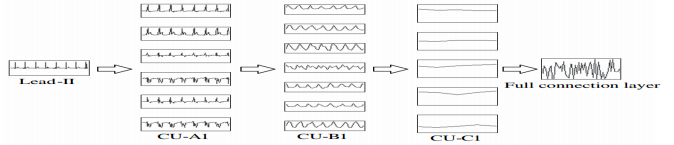 Lead-II
CU-A1
CU-B1
CU-C1
Full connection layer